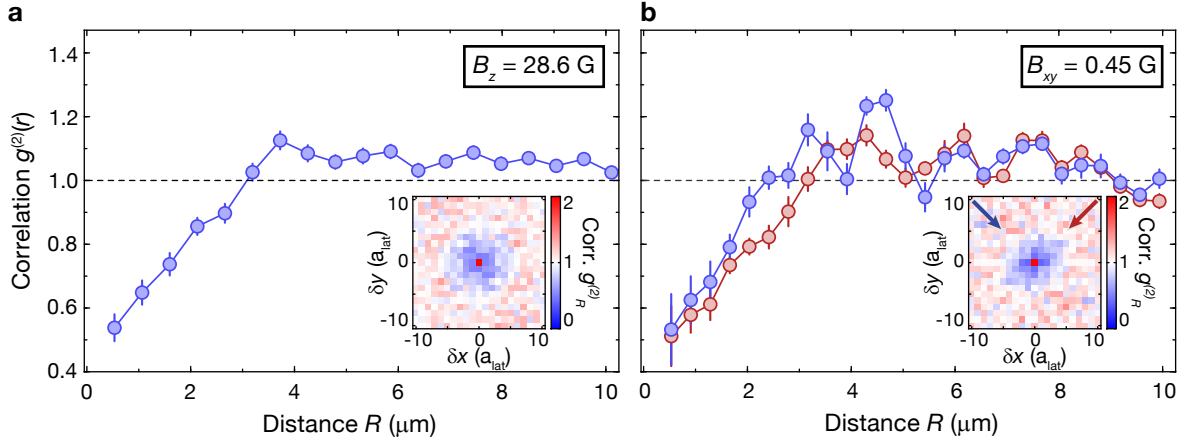 a
b
B_z = 28.6 G
B_xy = 0.45 G
Correlation g^(2)(r)
1.4
1.2
1.0
0.8
0.6
0.4
0 2 4 6 8 10
Distance R (μm)
10
0
-10
δy (a_lat)
-10 0 10
δx (a_lat)
2
1
0
Corr. g_R^(2)
0 2 4 6 8 10
Distance R (μm)
10
0
-10
δy (a_lat)
-10 0 10
δx (a_lat)
2
1
0
Corr. g_R^(2)